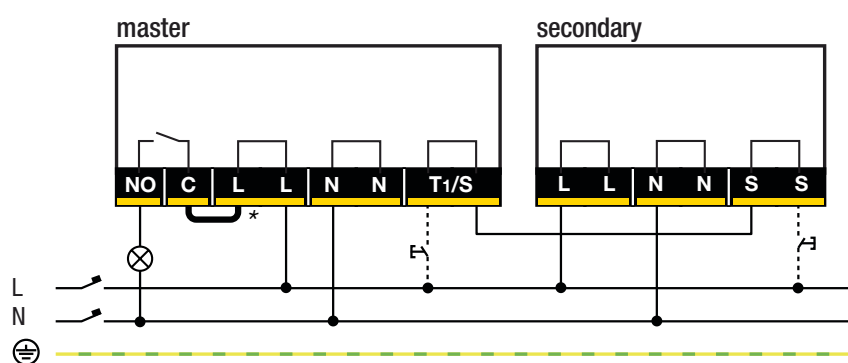 master secondary
NO C L L N N T1/S L L N N S S
*
L
N